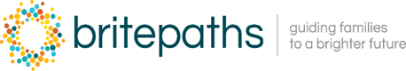 britepaths
guiding families
to a brighter future